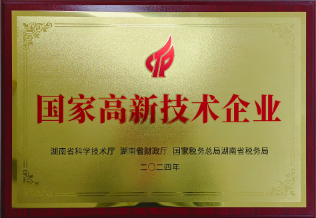 国家高新技术企业
湖南省科学技术厅 湖南省财政厅 国家税务总局湖南省税务局
二〇二四年